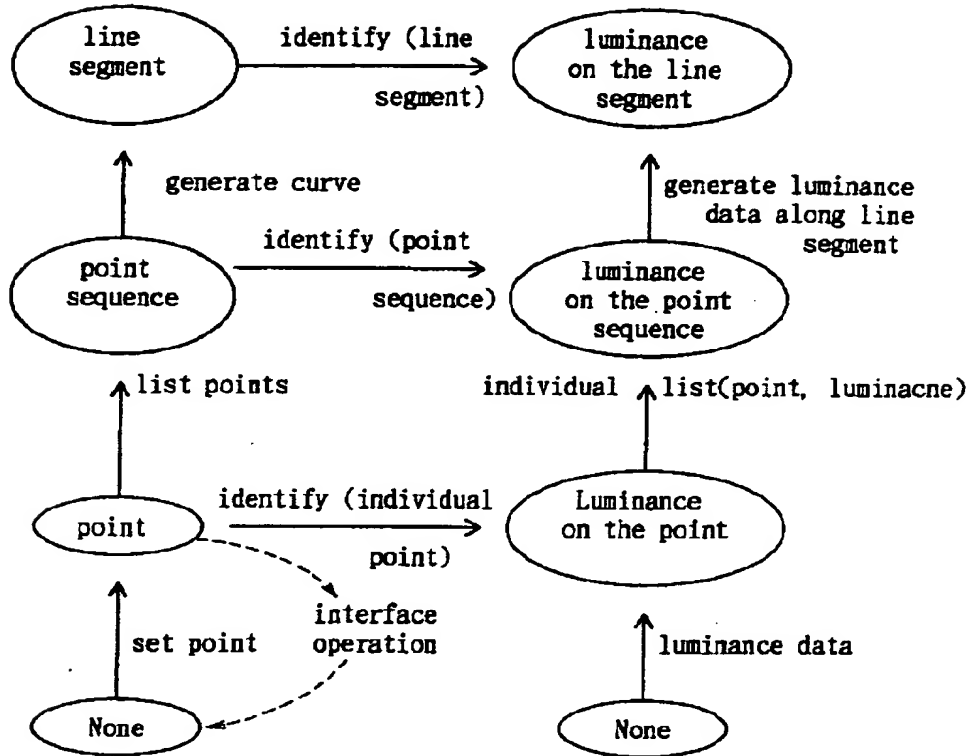 line
segment
identify (line
segment)
luminance
on the line
segment
generate curve
generate luminance
data along line
segment
point
sequence
identify (point
sequence)
luminance
on the point
sequence
list points
individual
list(point, luminacne)
point
identify (individual
point)
Luminance
on the point
interface
operation
set point
luminance data
None
None